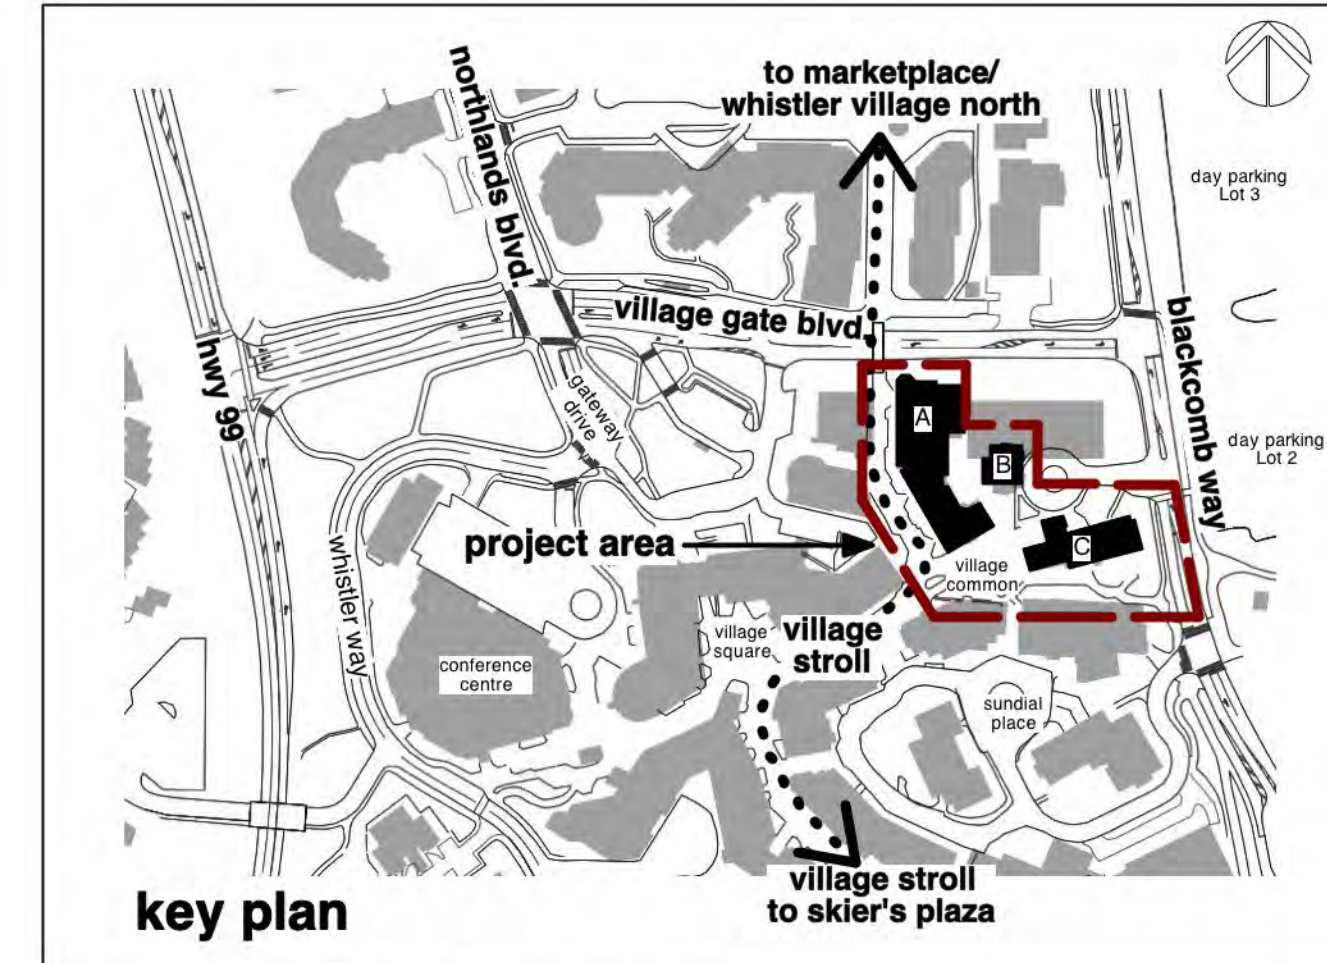 to marketplace/
whistler village north
northlands blvd.
day parking
Lot 3
village gate blvd.
blackcomb way
hwy 99
gateway
drive
A
B
day parking
Lot 2
project area
C
village
common
whistler way
village
square
village
stroll
conference
centre
sundial
place
village stroll
to skier's plaza
key plan